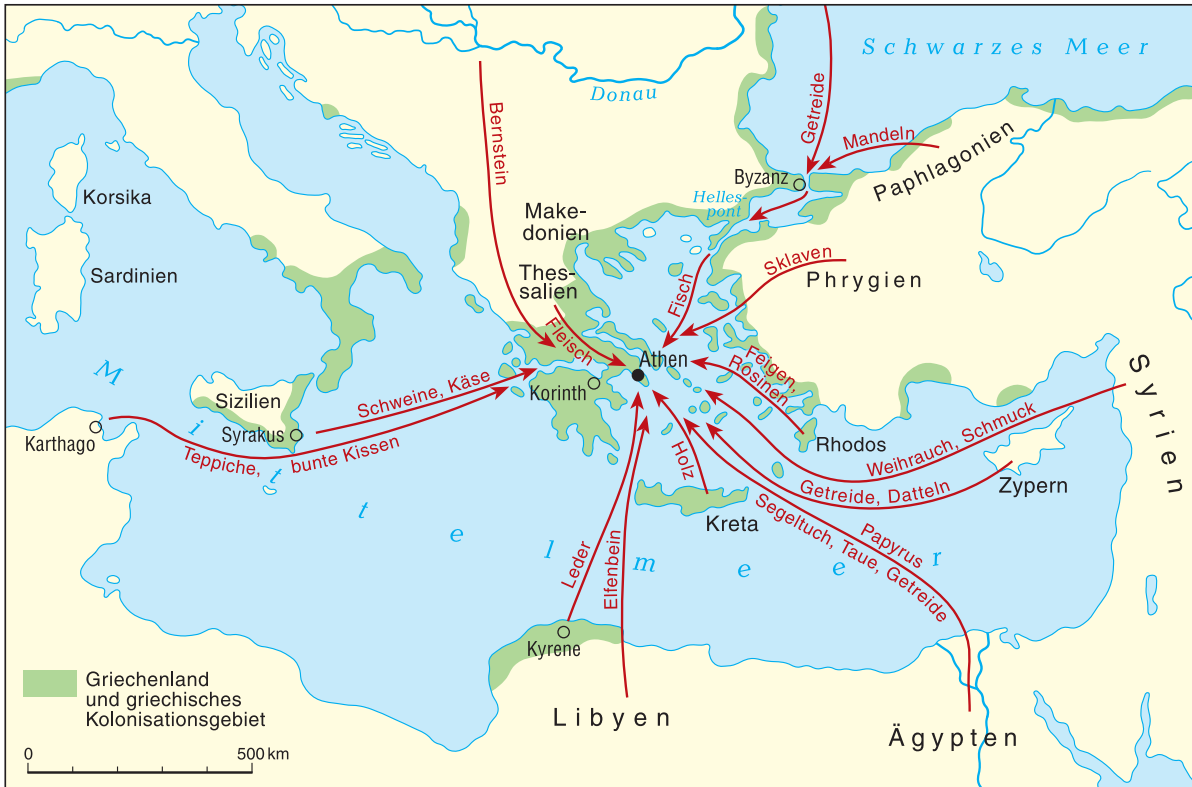 Schwarzes Meer
Donau
Bernstein
Getreide
Mandeln
Paphlagonien
Byzanz
Helles-
pont
Korsika
Make-
donien
Sardinien
Thes-
salien
Sklaven
Phrygien
Fisch
Fleisch
Athen
Feigen,
Rosinen
Syrien
Mittelmeer
Sizilien
Schweine, Käse
Korinth
Karthago
Syrakus
Teppiche, bunte Kissen
Rhodos
Weihrauch, Schmuck
Holz
Getreide, Datteln
Zypern
Kreta
Papyrus
Segeltuch, Taue, Getreide
Leder
Elfenbein
Kyrene
Griechenland
und griechisches
Kolonisationsgebiet
Libyen
Ägypten
0 500 km